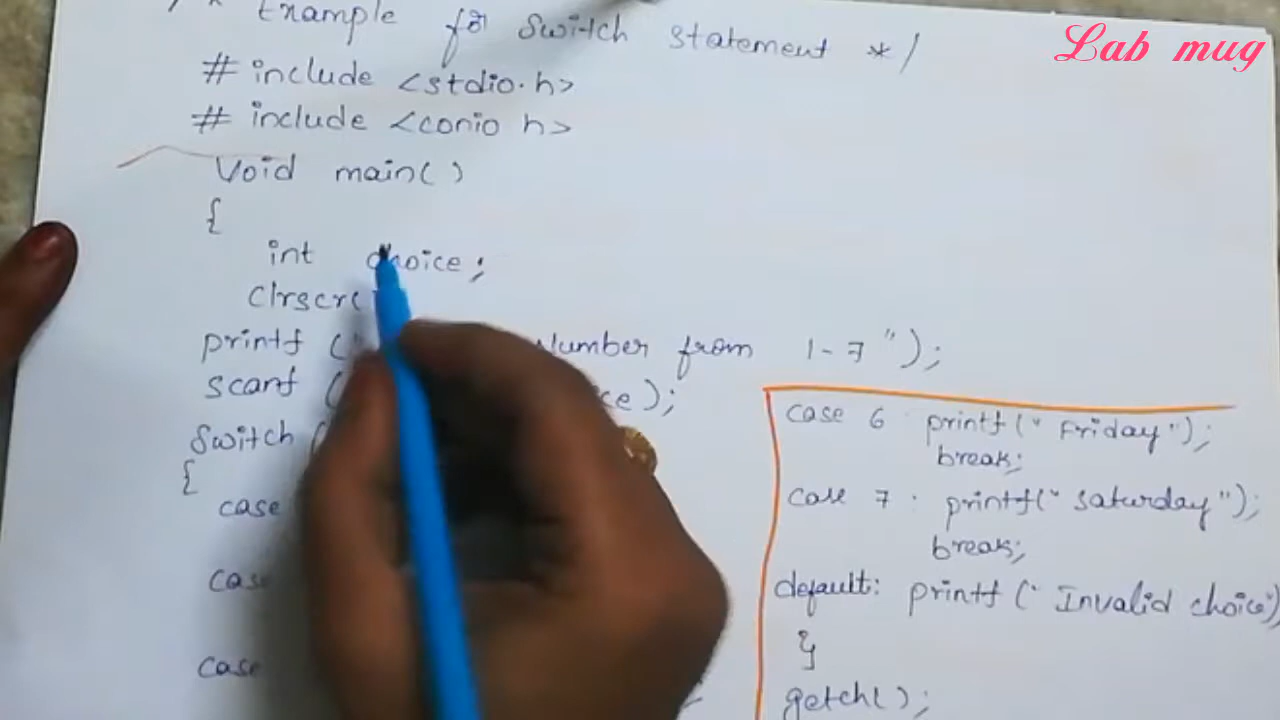 /* Example for Switch Statement */
Lab mug
# include <stdio.h>
# include <conio h>
Void main()
{
int choice;
Clrscr(
printf (" Number from 1-7 ");
scanf ( );
Switch (
{
case
case
case
case 6 : printf(" Friday");
break;
case 7 : printf(" Saturday");
break;
default: printf (" Invalid choice")
}
getch();